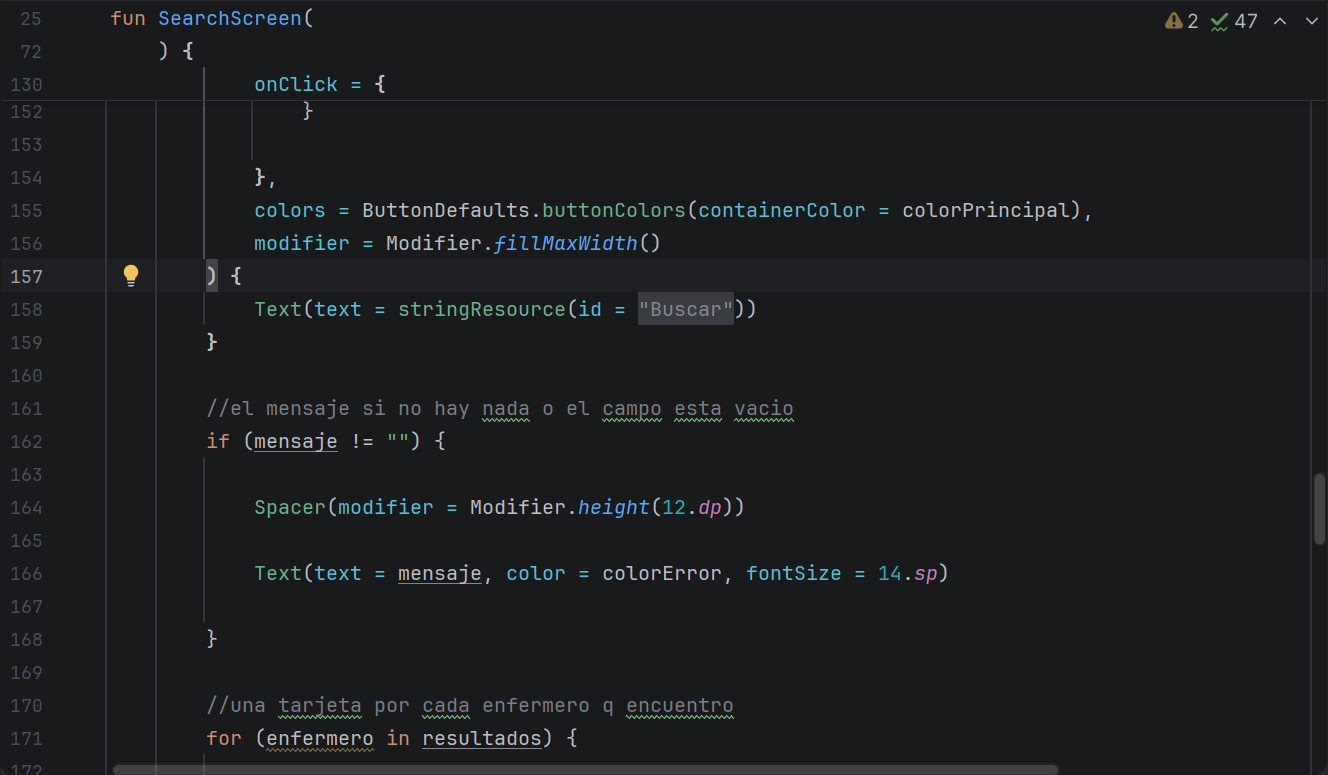 25 fun SearchScreen( 2 47
72 ) {
130 onClick = {
152 }
153
154 },
155 colors = ButtonDefaults.buttonColors(containerColor = colorPrincipal),
156 modifier = Modifier.fillMaxWidth()
157 ) {
158 Text(text = stringResource(id = "Buscar"))
159 }
160
161 //el mensaje si no hay nada o el campo esta vacio
162 if (mensaje != "") {
163
164 Spacer(modifier = Modifier.height(12.dp))
165
166 Text(text = mensaje, color = colorError, fontSize = 14.sp)
167
168 }
169
170 //una tarjeta por cada enfermero q encuentro
171 for (enfermero in resultados) {
172